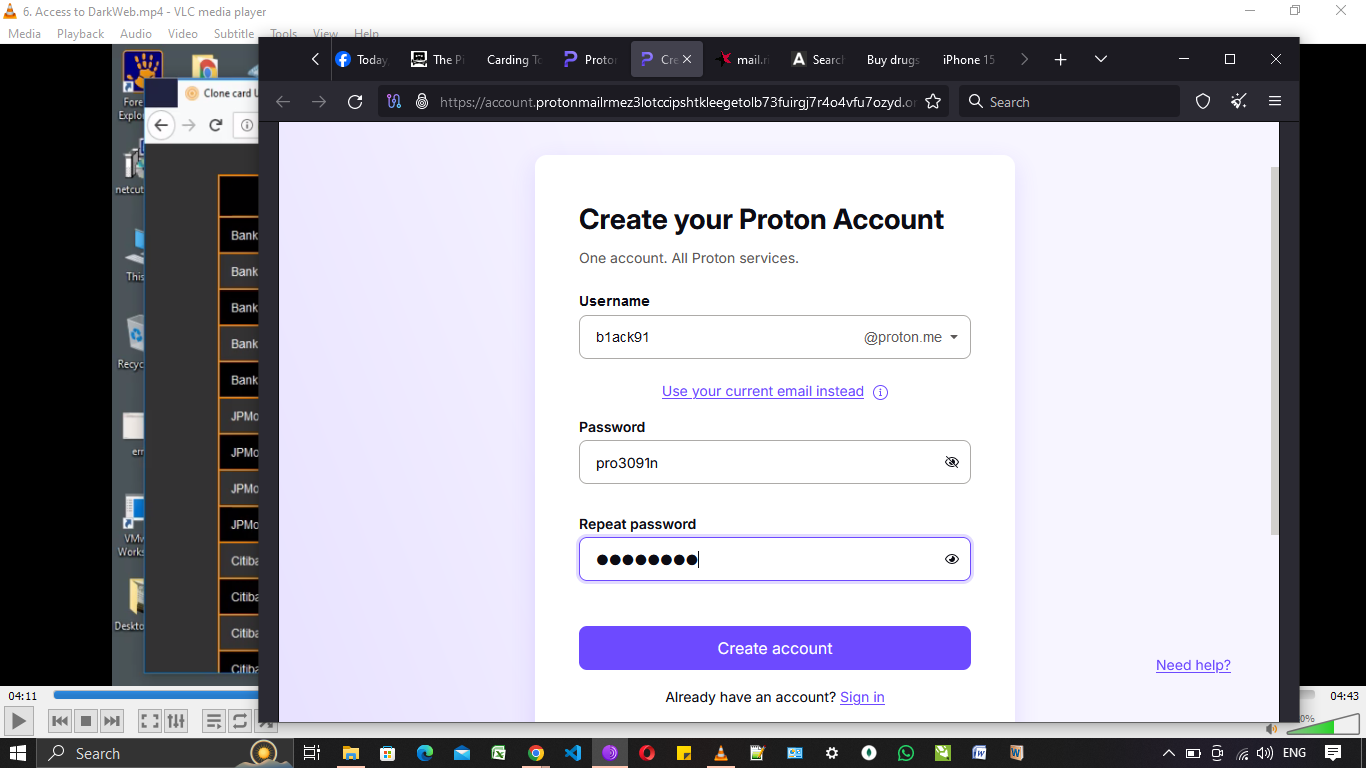 6. Access to DarkWeb.mp4 - VLC media player
Media Playback Audio Video Subtitle Tools View Help
Today
The Pi
Carding To
Proton
Cre
mail.ri
Search
Buy drugs
iPhone 15
https://account.protonmailrmez3lotccipshtkleegetolb73fuirgj7r4o4vfu7ozyd.or
Search
Clone card U
Fore
Explo
netcut
This
Recyc
err
VMw
Works
Deskto
Bank
Bank
Bank
Bank
Bank
JPMo
JPMo
JPMo
JPMo
Citiba
Citiba
Citiba
Citiba
Create your Proton Account
One account. All Proton services.
Username
b1ack91
@proton.me
Use your current email instead
Password
pro3091n
Repeat password
●●●●●●●●
Create account
Already have an account? Sign in
Need help?
04:11
04:43
0%
Search
ENG